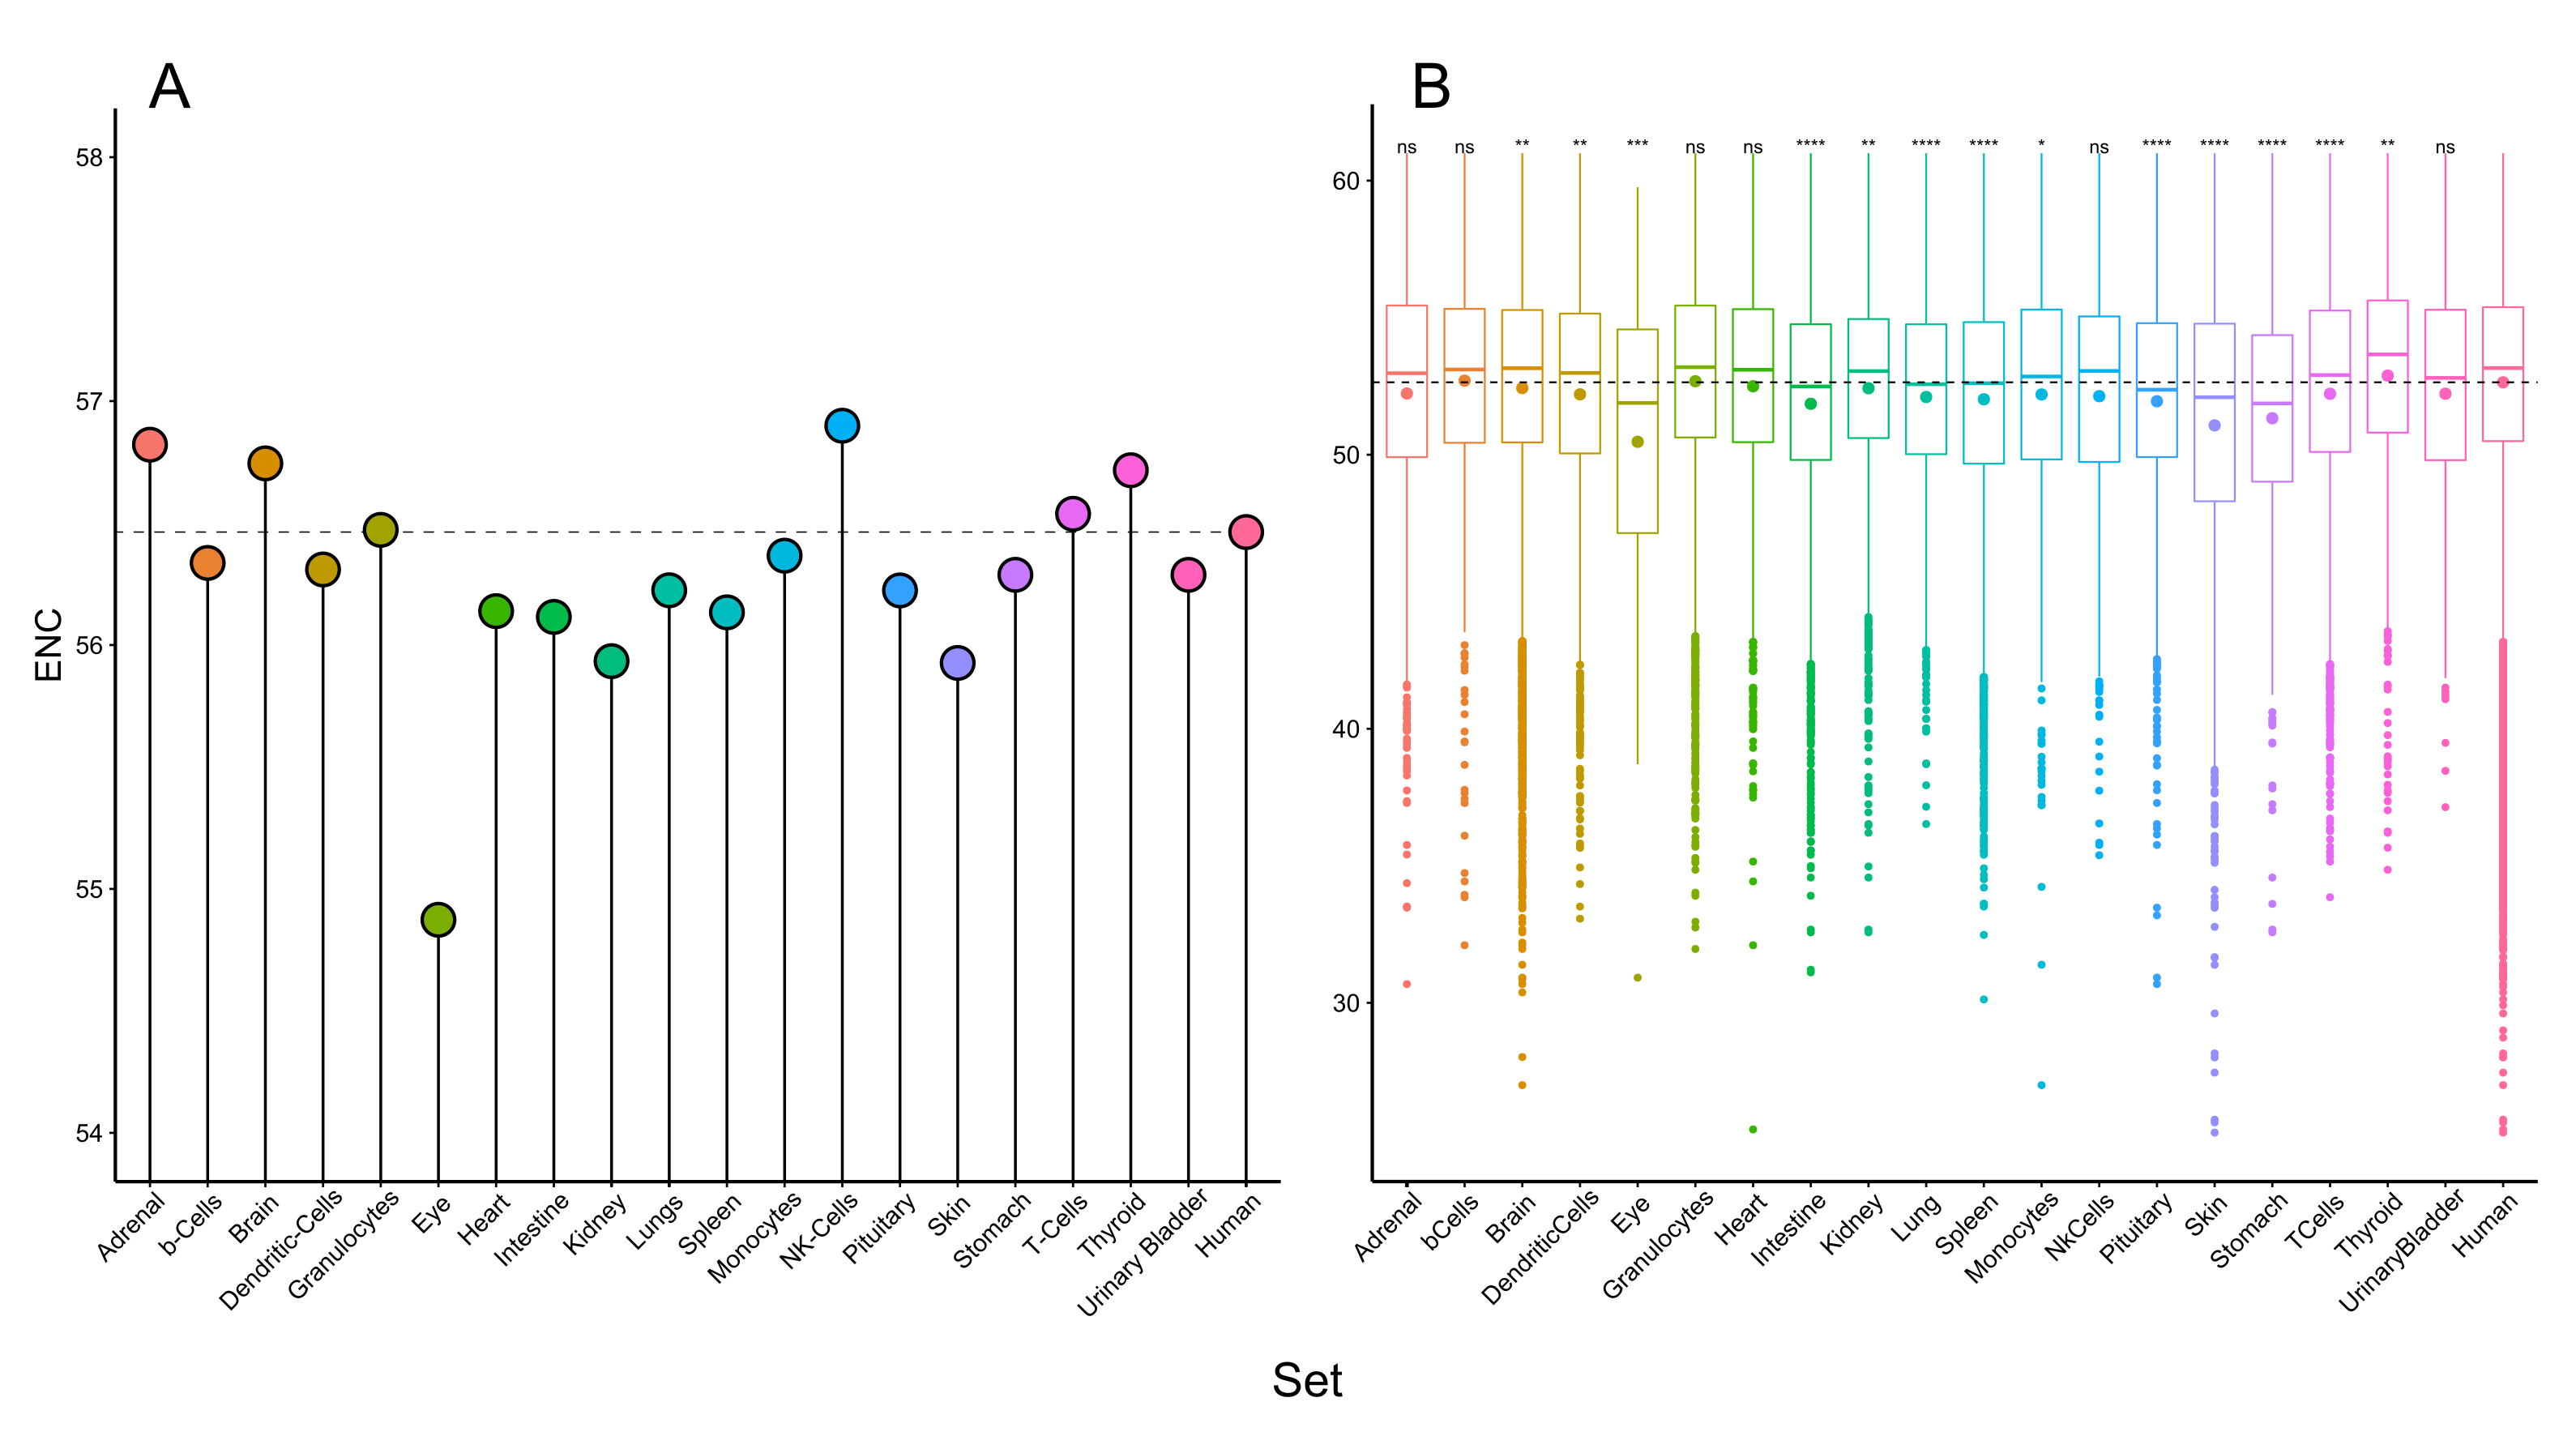 A
B
58
57
56
55
54
ENC
Adrenal
b-Cells
Brain
Dendritic-Cells
Granulocytes
Eye
Heart
Intestine
Kidney
Lungs
Spleen
Monocytes
NK-Cells
Pituitary
Skin
Stomach
T-Cells
Thyroid
Urinary Bladder
Human
ns ns ** ** *** ns ns **** ** **** **** * ns **** **** **** **** ** ns
60
50
40
30
Adrenal
bCells
Brain
DendriticCells
Eye
Granulocytes
Heart
Intestine
Kidney
Lung
Spleen
Monocytes
NkCells
Pituitary
Skin
Stomach
TCells
Thyroid
UrinaryBladder
Human
Set